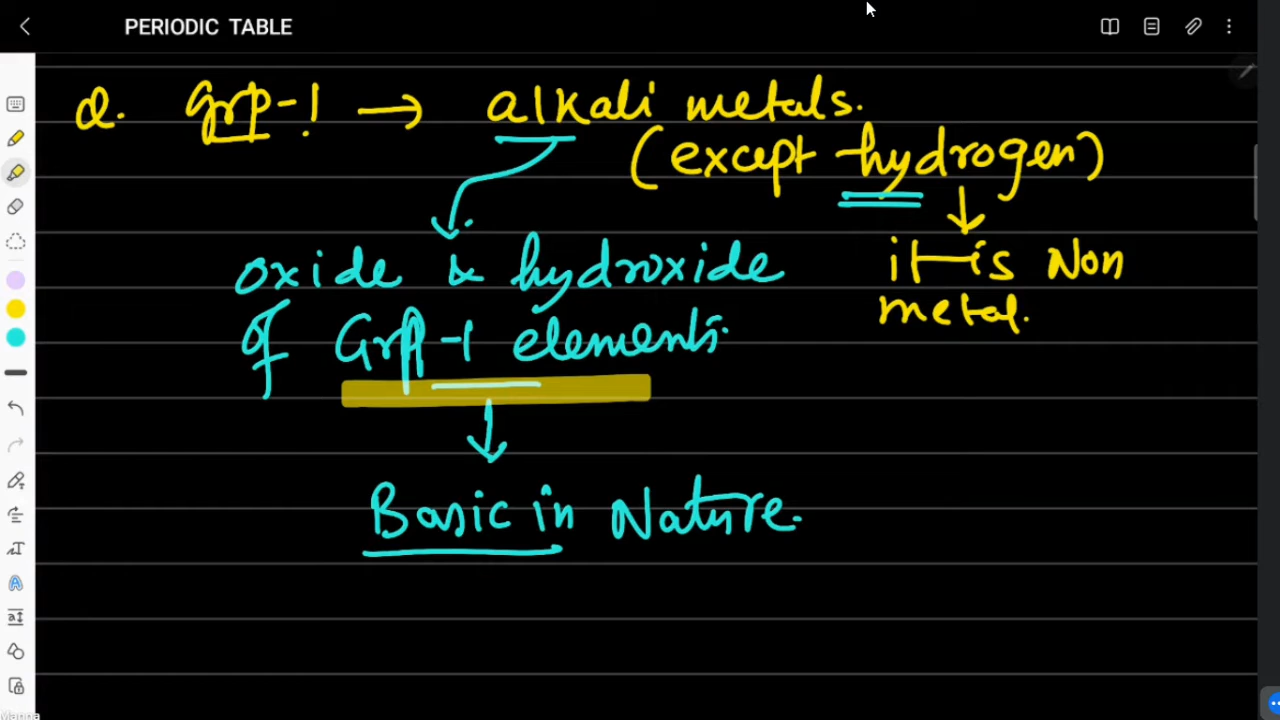 PERIODIC TABLE
Q. Grp-1 → alkali metals.
(except hydrogen)
it is Non
metal.
oxide & hydroxide
of Grp-1 elements.
Basic in Nature.